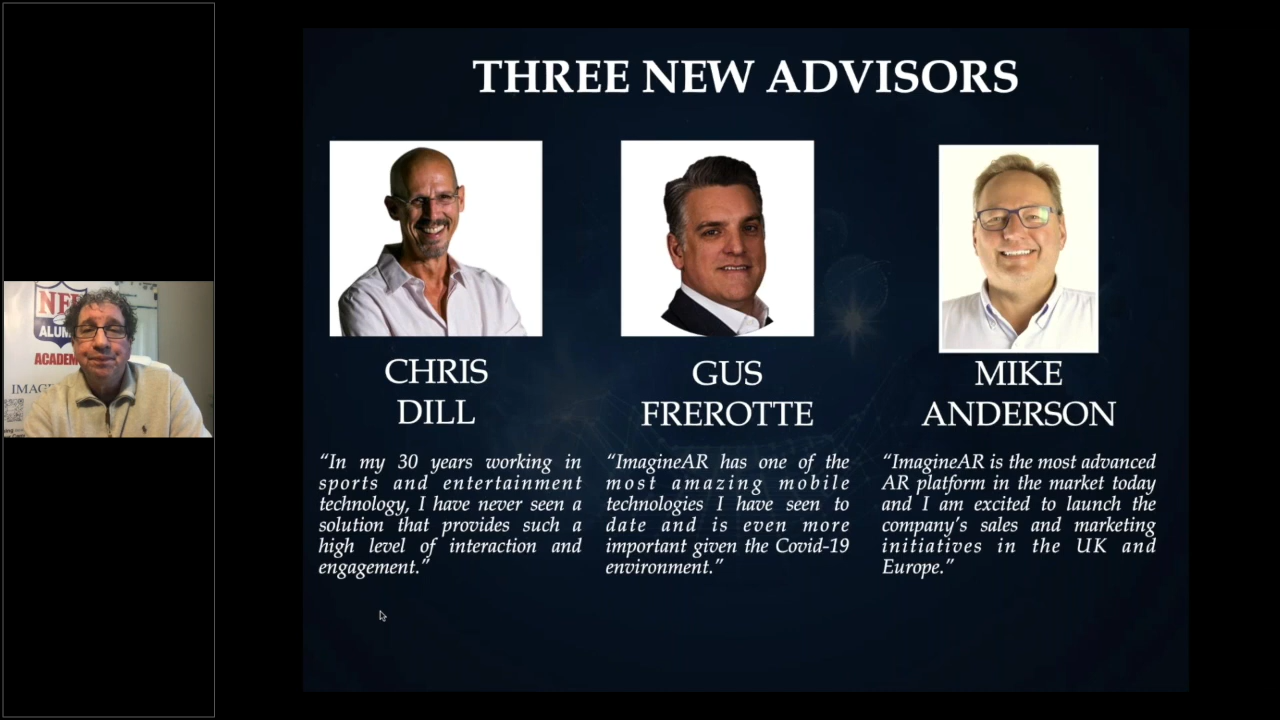 THREE NEW ADVISORS
CHRIS
DILL
“In my 30 years working in
sports and entertainment
technology, I have never seen a
solution that provides such a
high level of interaction and
engagement.”
GUS
FREROTTE
“ImagineAR has one of the
most amazing mobile
technologies I have seen to
date and is even more
important given the Covid-19
environment.”
MIKE
ANDERSON
“ImagineAR is the most advanced
AR platform in the market today
and I am excited to launch the
company’s sales and marketing
initiatives in the UK and
Europe.”